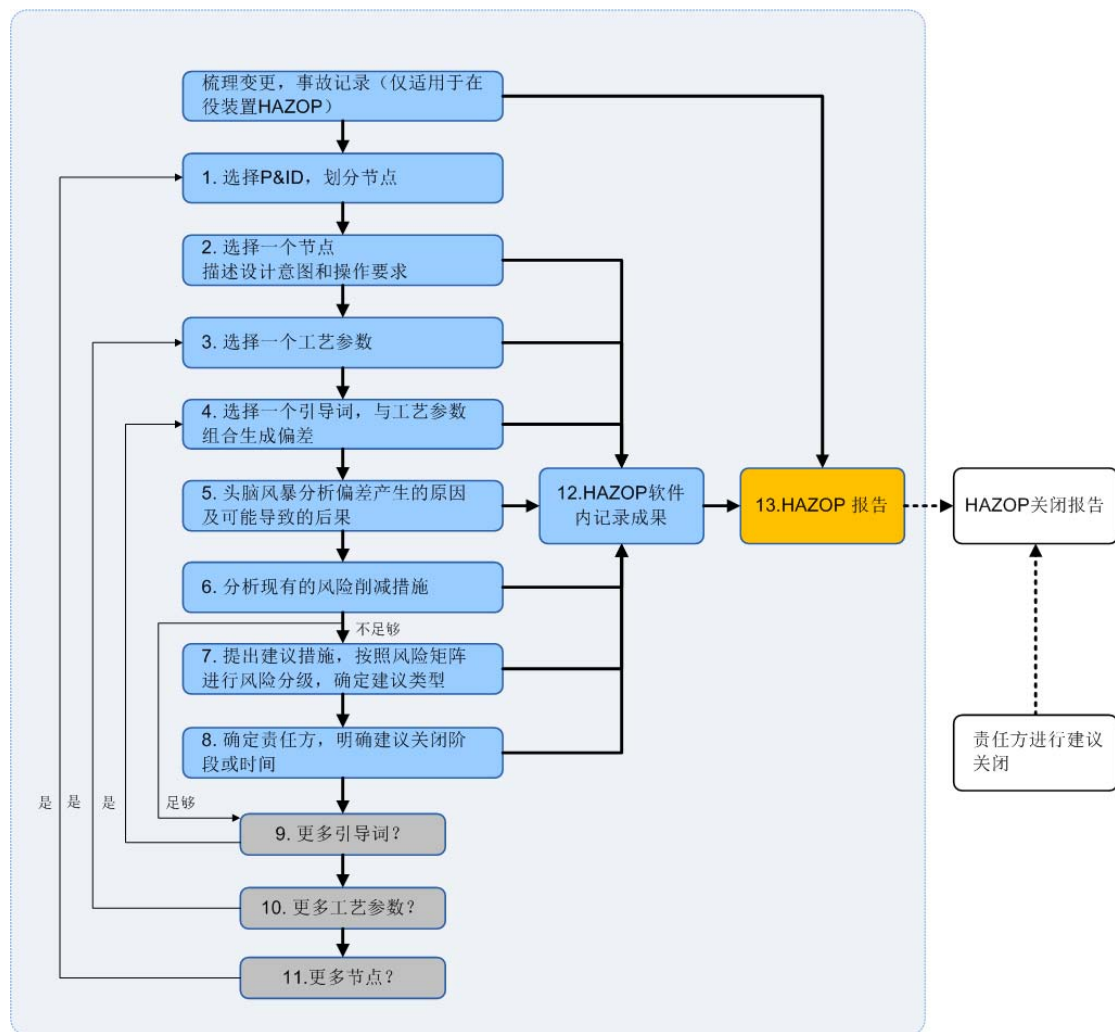 梳理变更，事故记录（仅适用于在
役装置HAZOP）
1. 选择P&ID，划分节点
2. 选择一个节点
描述设计意图和操作要求
3. 选择一个工艺参数
4. 选择一个引导词，与工艺参数
组合生成偏差
5. 头脑风暴分析偏差产生的原因
及可能导致的后果
12.HAZOP软件
内记录成果
13.HAZOP 报告
HAZOP关闭报告
6. 分析现有的风险削减措施
不足够
7. 提出建议措施，按照风险矩阵
进行风险分级，确定建议类型
8. 确定责任方，明确建议关闭阶
段或时间
责任方进行建议
关闭
是
是
是
足够
9. 更多引导词？
10. 更多工艺参数？
11.更多节点？